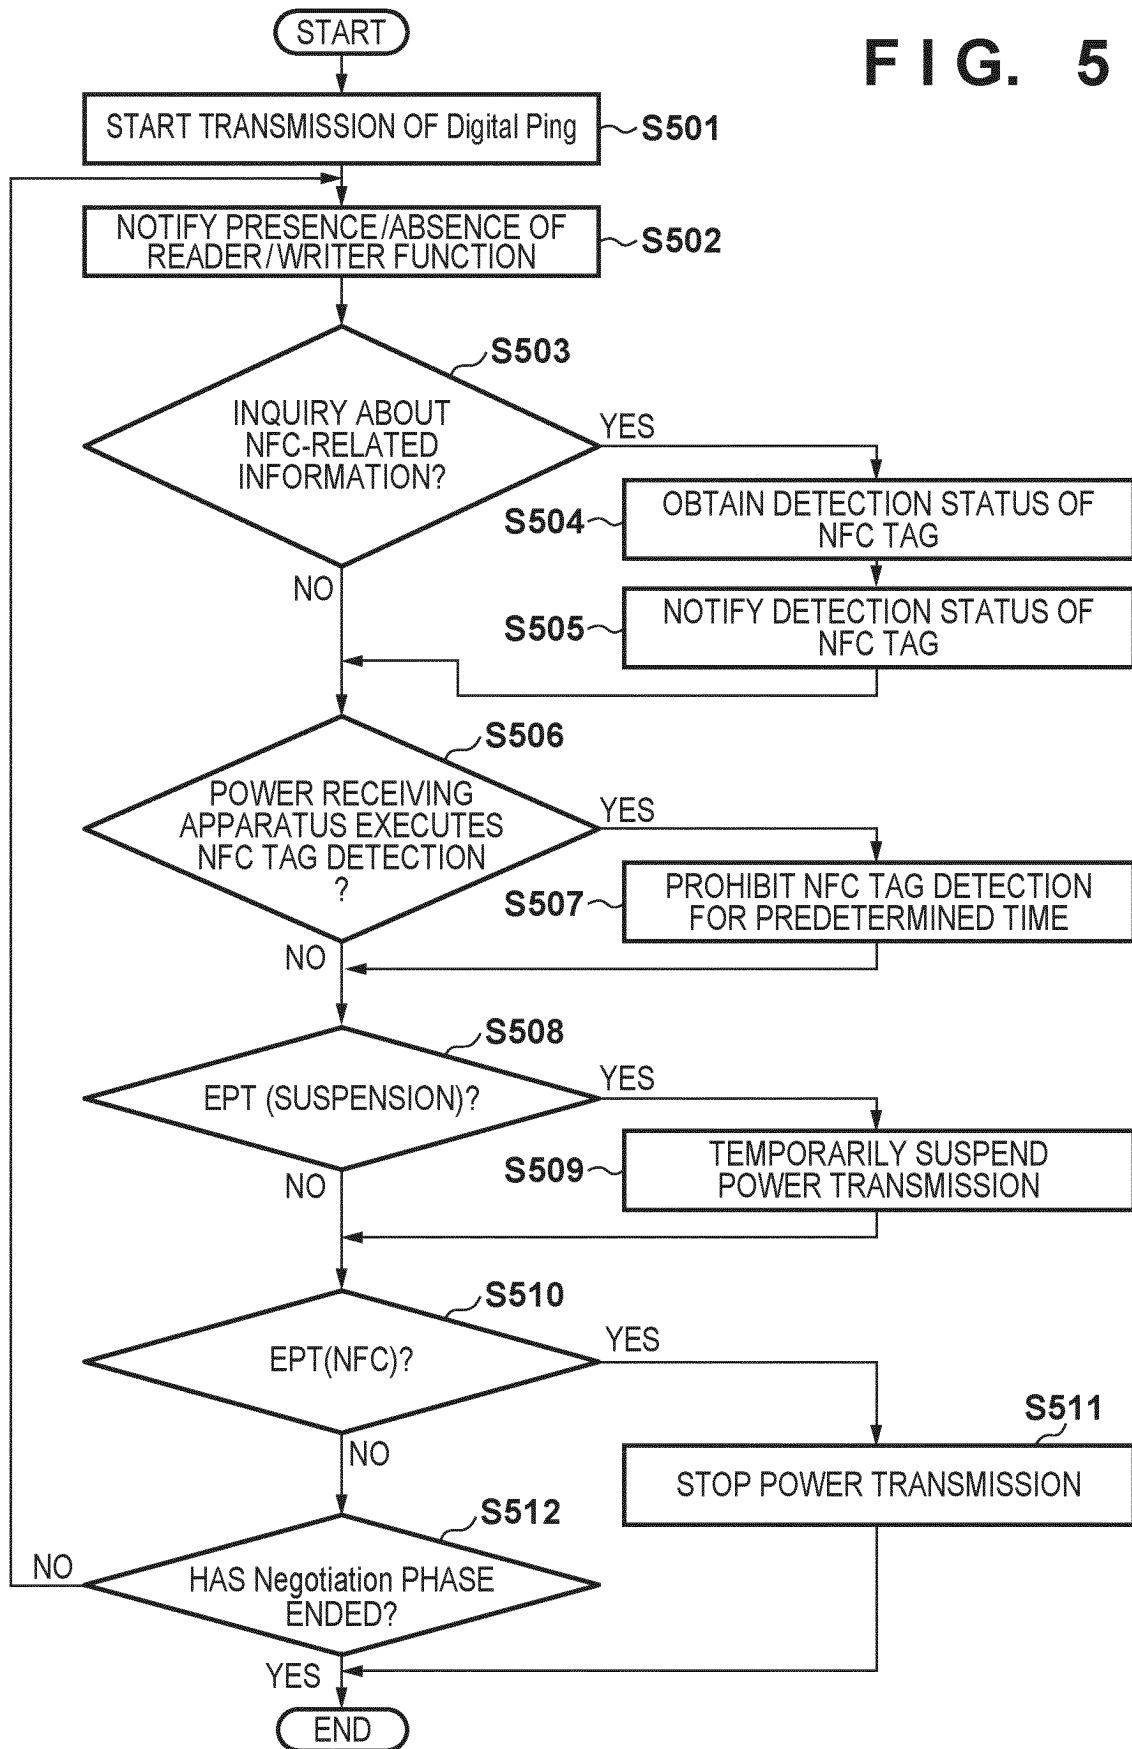 START
F I G. 5
START TRANSMISSION OF Digital Ping
S501
NOTIFY PRESENCE/ABSENCE OF
READER/WRITER FUNCTION
S502
S503
INQUIRY ABOUT
NFC-RELATED
INFORMATION?
YES
NO
S504
OBTAIN DETECTION STATUS OF
NFC TAG
S505
NOTIFY DETECTION STATUS OF
NFC TAG
S506
POWER RECEIVING
APPARATUS EXECUTES
NFC TAG DETECTION
?
YES
NO
S507
PROHIBIT NFC TAG DETECTION
FOR PREDETERMINED TIME
S508
EPT (SUSPENSION)?
YES
NO
S509
TEMPORARILY SUSPEND
POWER TRANSMISSION
S510
EPT(NFC)?
YES
NO
S511
STOP POWER TRANSMISSION
S512
HAS Negotiation PHASE
ENDED?
NO
YES
END